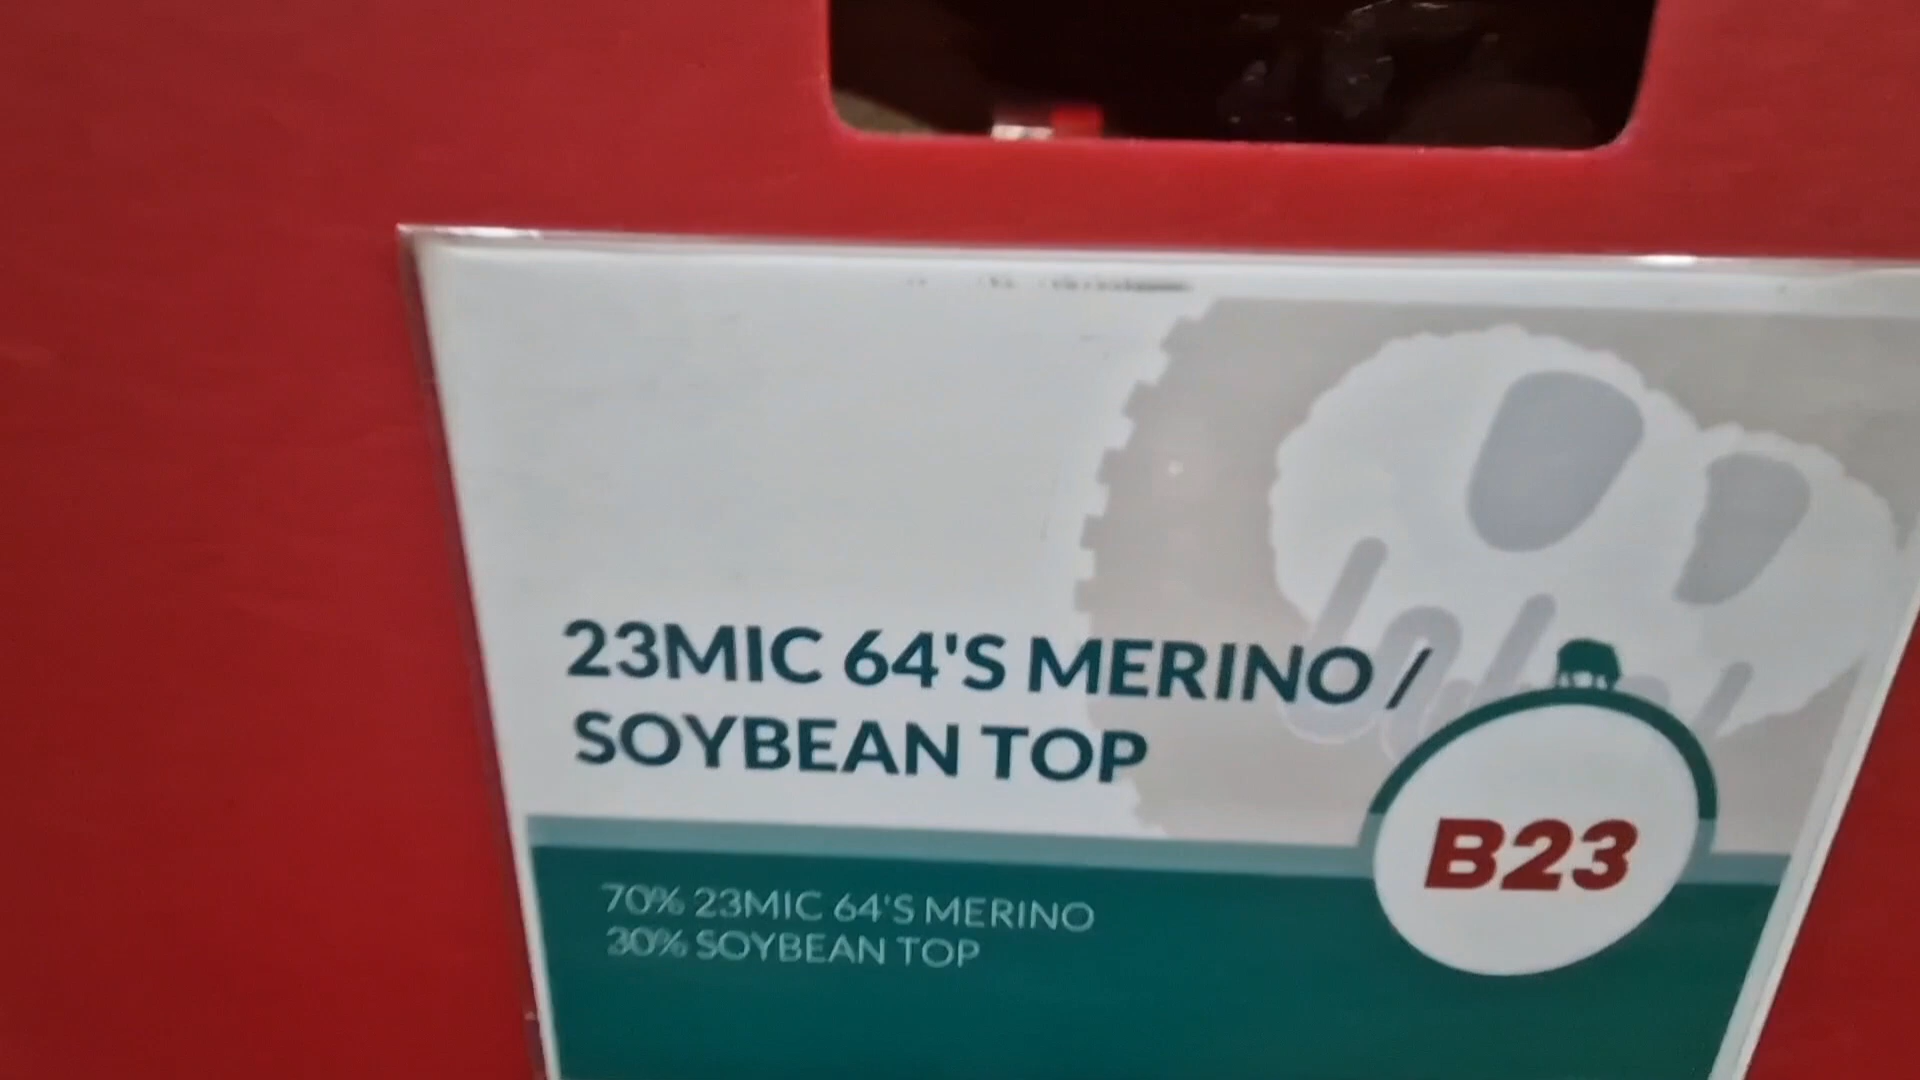 23MIC 64'S MERINO /
SOYBEAN TOP
B23
70% 23MIC 64'S MERINO
30% SOYBEAN TOP